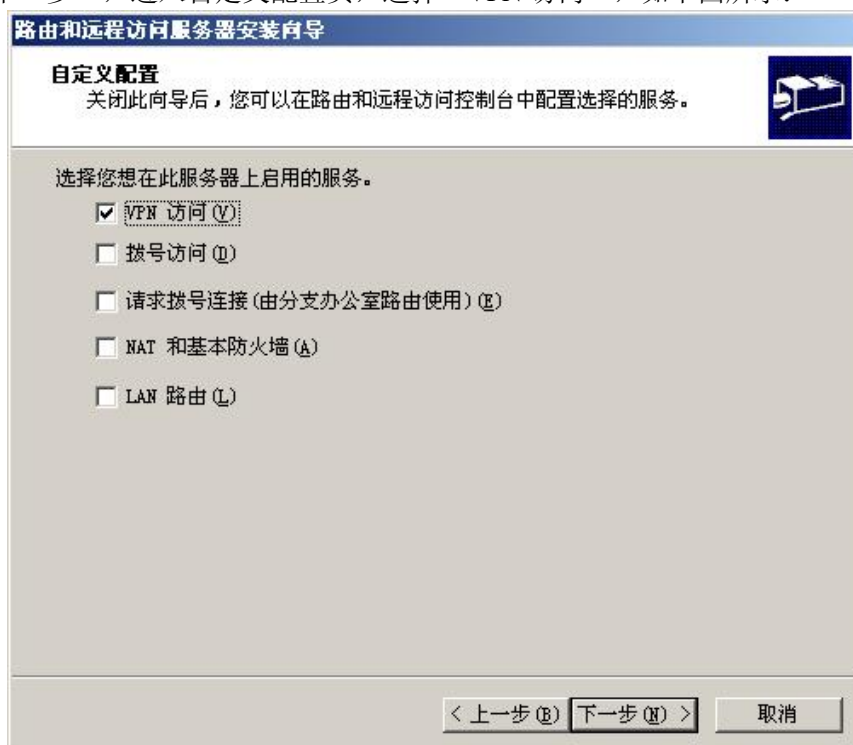 路由和远程访问服务器安装向导
自定义配置
关闭此向导后，您可以在路由和远程访问控制台中配置选择的服务。
选择您想在此服务器上启用的服务。
VPN 访问(V)
拨号访问(D)
请求拨号连接(由分支办公室路由使用)(E)
NAT 和基本防火墙(A)
LAN 路由(L)
< 上一步(B) 下一步(N) > 取消